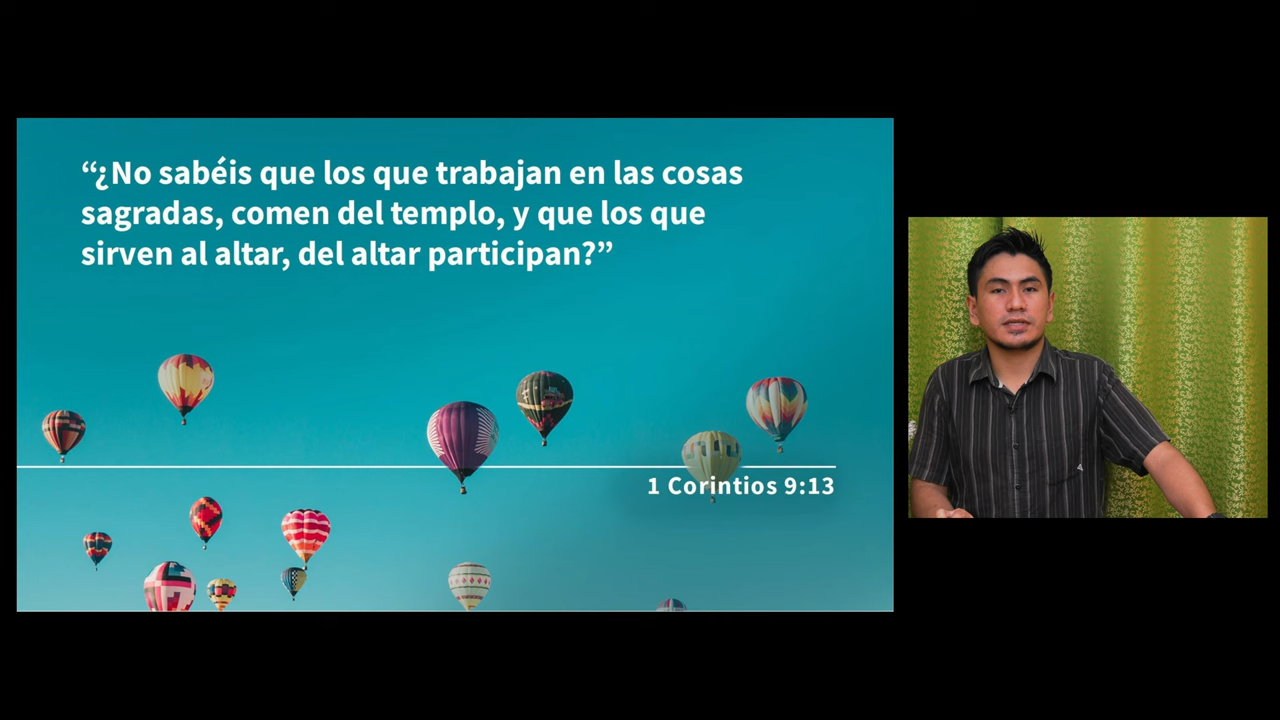 “¿No sabéis que los que trabajan en las cosas
sagradas, comen del templo, y que los que
sirven al altar, del altar participan?”
1 Corintios 9:13